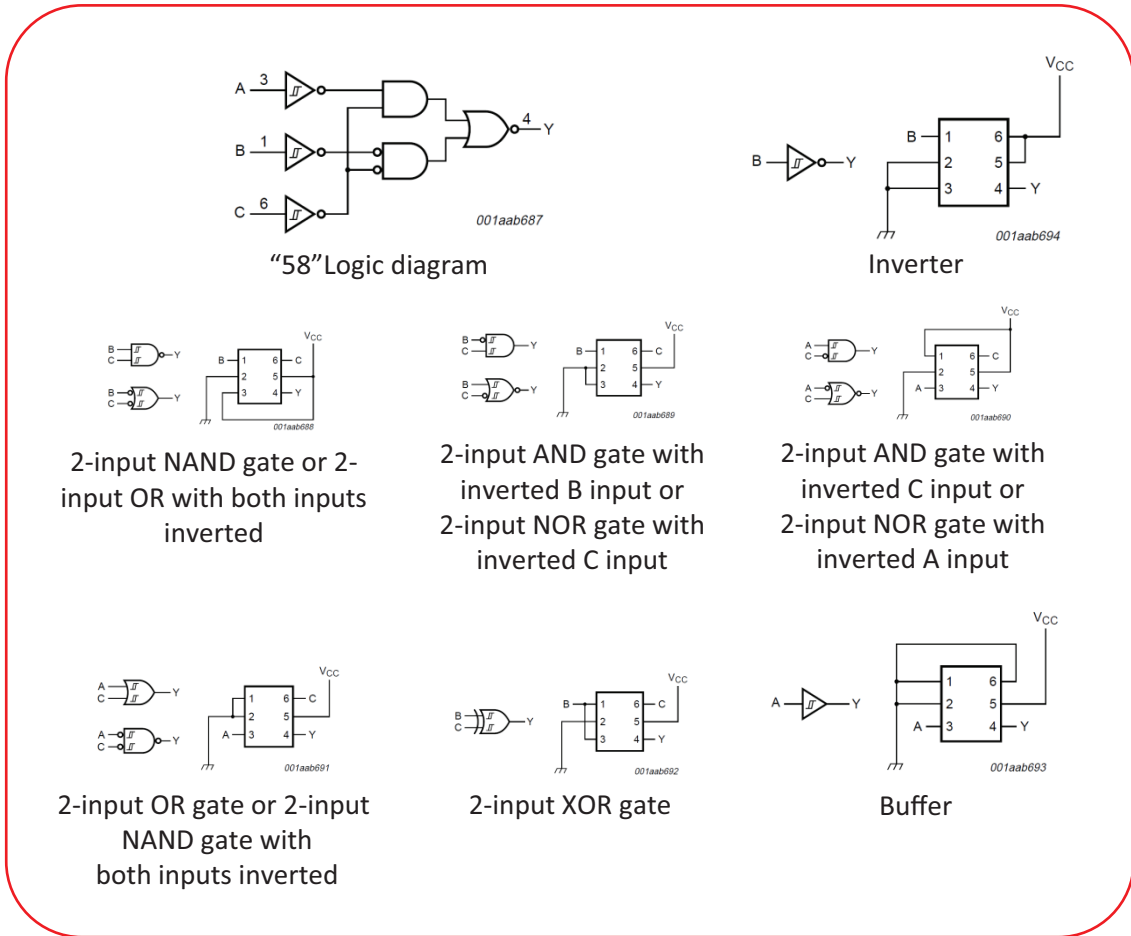 A 3
B 1
C 6
4 Y
001aab687
“58”Logic diagram
VCC
B Y
B 1 6
2 5
3 4 Y
001aab694
Inverter
B
C
Y
B
C
Y
VCC
B 1 6 C
2 5
3 4 Y
001aab688
2-input NAND gate or 2-
input OR with both inputs
inverted
B
C
Y
B
C
Y
VCC
B 1 6 C
2 5
3 4 Y
001aab689
2-input AND gate with
inverted B input or
2-input NOR gate with
inverted C input
A
C
Y
A
C
Y
VCC
1 6 C
2 5
A 3 4 Y
001aab690
2-input AND gate with
inverted C input or
2-input NOR gate with
inverted A input
A
C
Y
A
C
Y
VCC
1 6 C
2 5
A 3 4 Y
001aab691
2-input OR gate or 2-input
NAND gate with
both inputs inverted
B
C
Y
VCC
B 1 6 C
2 5
3 4 Y
001aab692
2-input XOR gate
A Y
VCC
1 6
2 5
A 3 4 Y
001aab693
Buffer